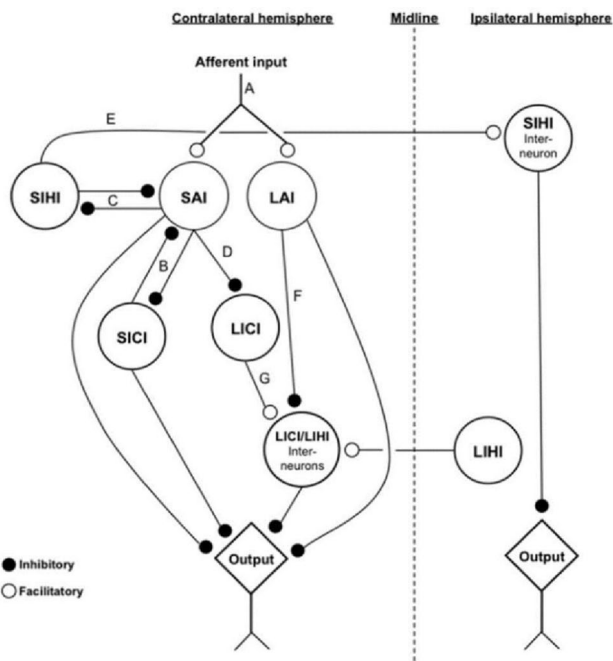 Contralateral hemisphere
Midline
Ipsilateral hemisphere
Afferent input
A
E
SIHI
Inter-
neuron
SIHI
C
SAI
LAI
B
D
F
SICI
LICI
G
LICI/LIHI
Inter-
neurons
LIHI
Output
Output
Inhibitory
Facilitatory